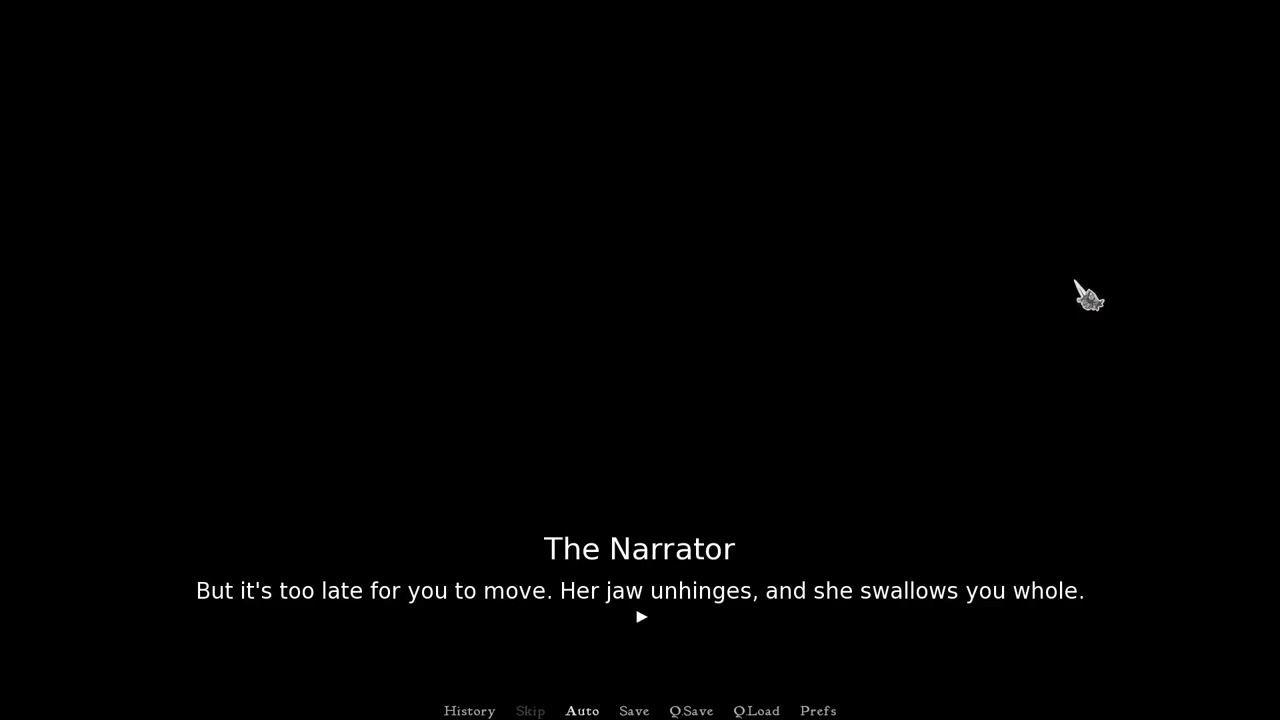 The Narrator
But it's too late for you to move. Her jaw unhinges, and she swallows you whole.
History Skip Auto Save Q.Save Q.Load Prefs